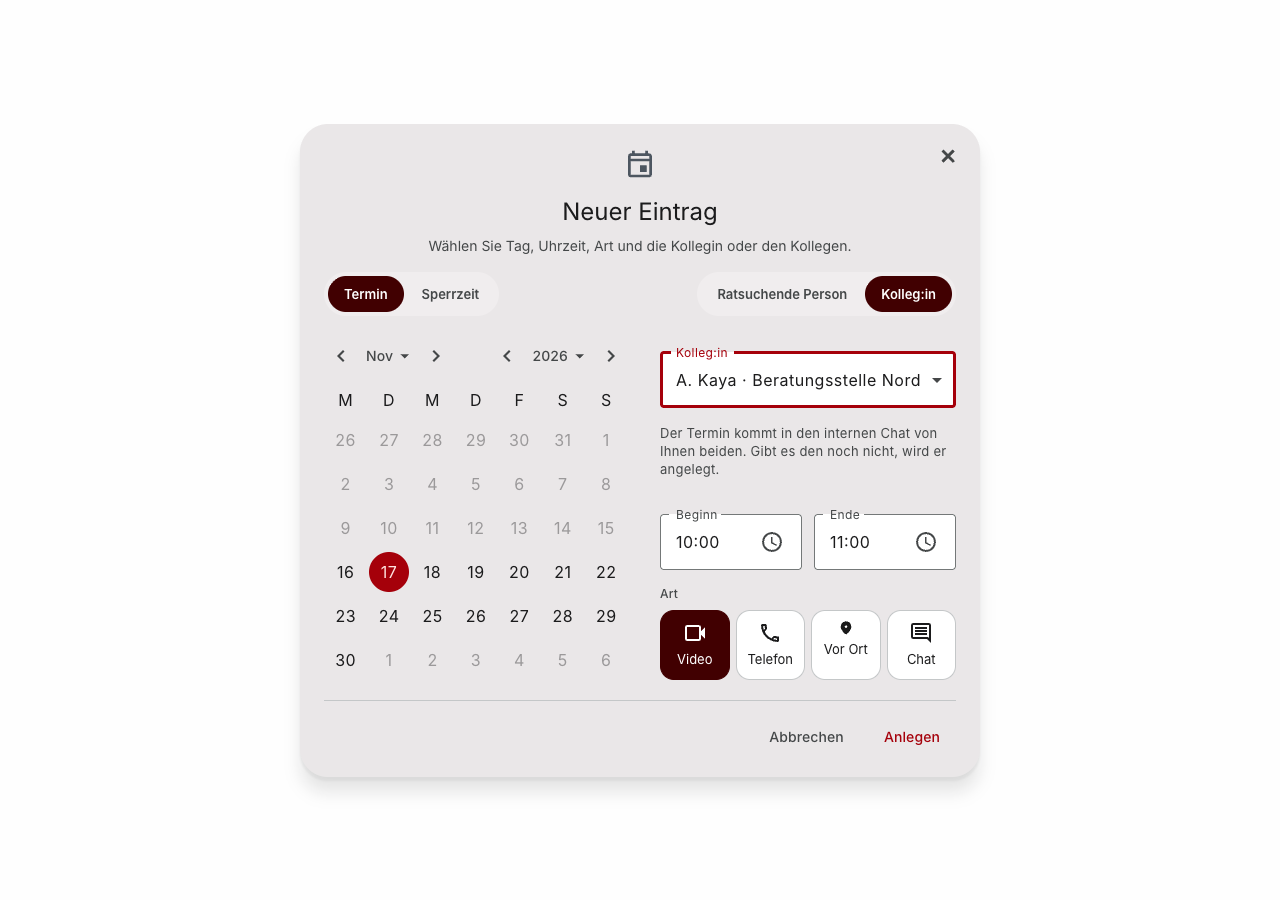 Neuer Eintrag
Wählen Sie Tag, Uhrzeit, Art und die Kollegin oder den Kollegen.
Termin Sperrzeit
Ratsuchende Person Kolleg:in
Nov 2026
M D M D F S S
26 27 28 29 30 31 1
2 3 4 5 6 7 8
9 10 11 12 13 14 15
16 17 18 19 20 21 22
23 24 25 26 27 28 29
30 1 2 3 4 5 6
Kolleg:in
A. Kaya · Beratungsstelle Nord
Der Termin kommt in den internen Chat von
Ihnen beiden. Gibt es den noch nicht, wird er
angelegt.
Beginn Ende
10:00 11:00
Art
Video Telefon Vor Ort Chat
Abbrechen Anlegen